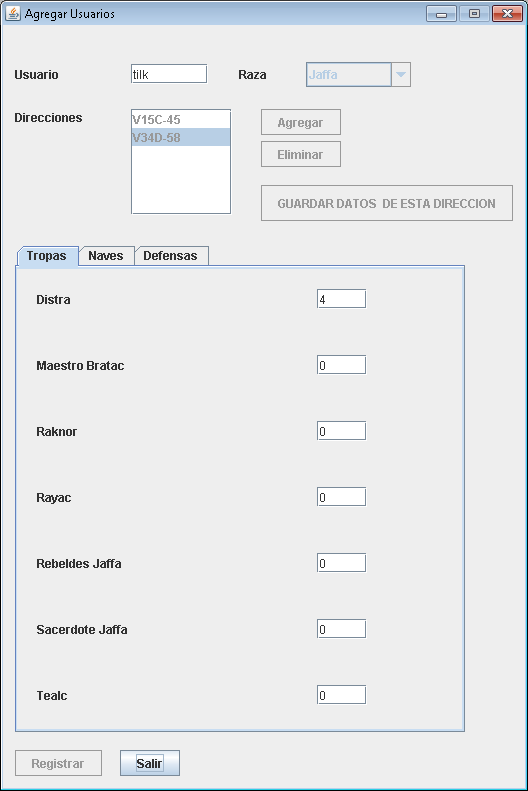 Agregar Usuarios
Usuario tilk Raza Jaffa
Direcciones
V15C-45
V34D-58
Agregar
Eliminar
GUARDAR DATOS DE ESTA DIRECCION
Tropas Naves Defensas
Distra 4
Maestro Bratac 0
Raknor 0
Rayac 0
Rebeldes Jaffa 0
Sacerdote Jaffa 0
Tealc 0
Registrar Salir